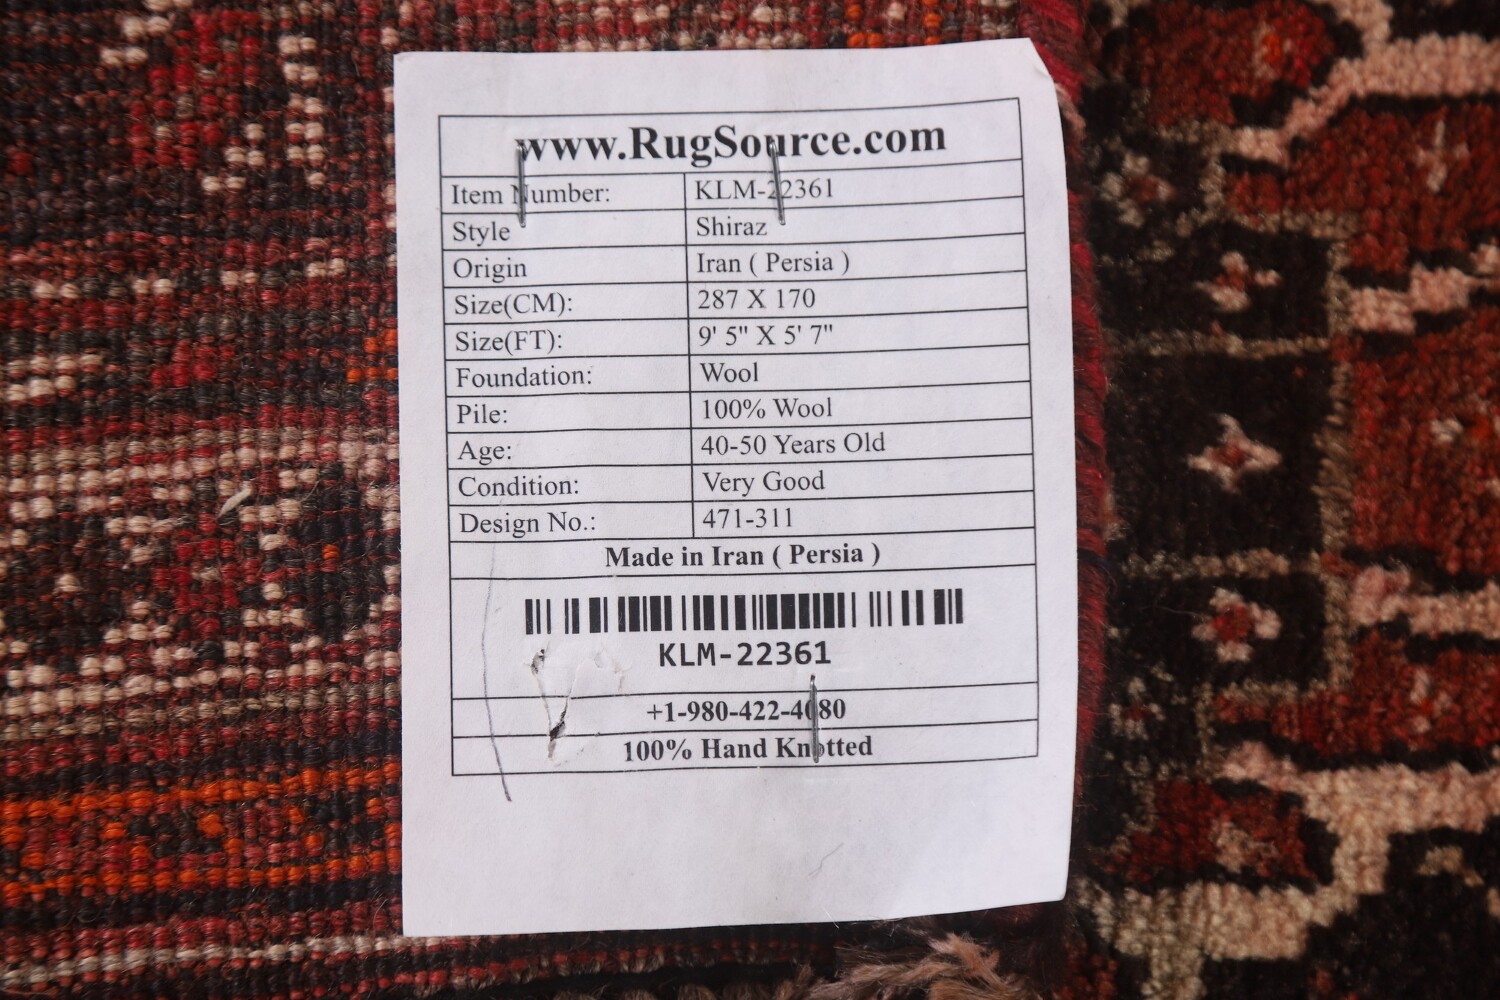 www.RugSource.com
Item Number: KLM-22361
Style Shiraz
Origin Iran ( Persia )
Size(CM): 287 X 170
Size(FT): 9' 5" X 5' 7"
Foundation: Wool
Pile: 100% Wool
Age: 40-50 Years Old
Condition: Very Good
Design No.: 471-311
Made in Iran ( Persia )
KLM-22361
+1-980-422-4080
100% Hand Knotted